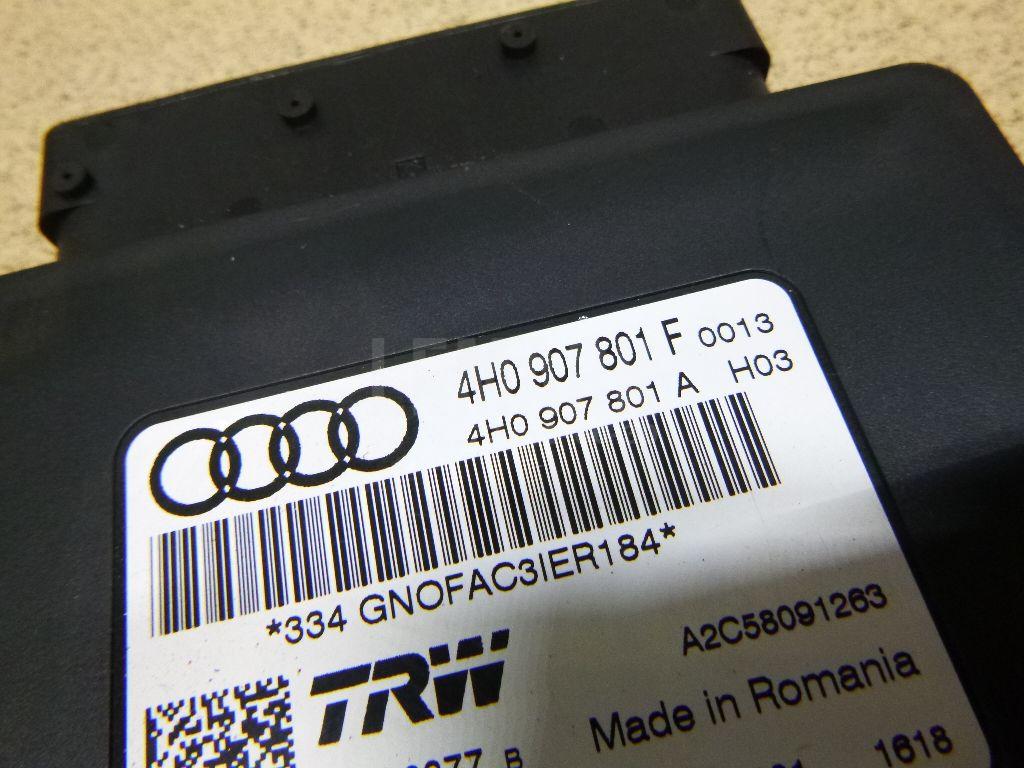 4H0 907 801 F 0013
4H0 907 801 A H03
*334 GNOFAC3IER184*
A2C58091263
TRW
Made in Romania
B
1618